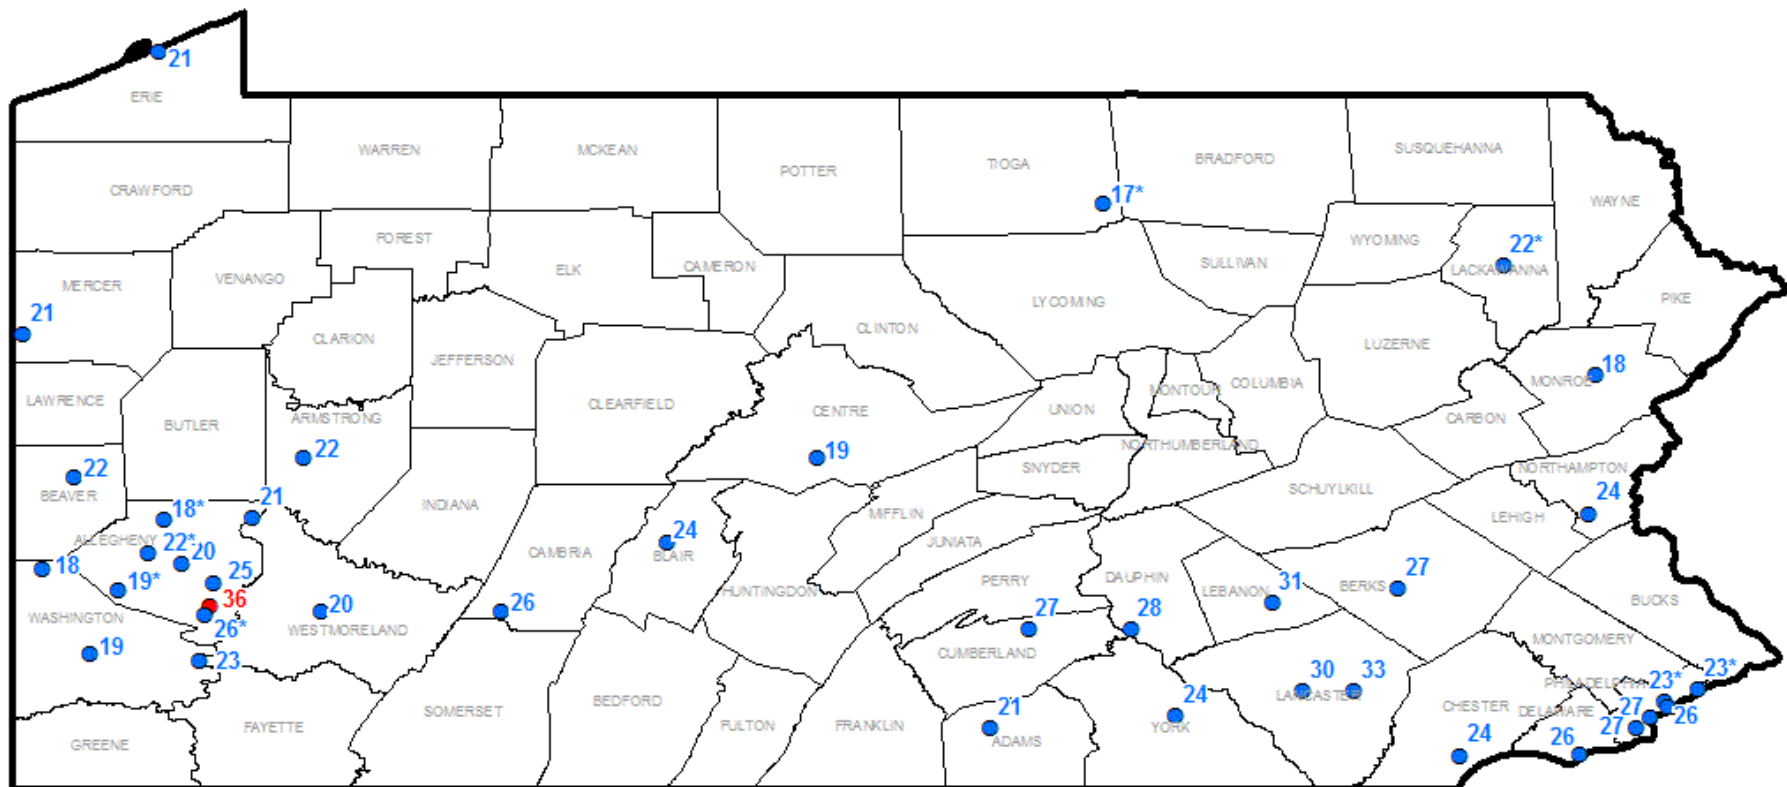 21
ERIE
WARREN
MCKEAN
POTTER
TIOGA
BRADFORD
SUSQUEHANNA
CRAWFORD
17*
WAYNE
FOREST
WYOMING
22*
LACKAWANNA
VENANGO
ELK
CAMERON
SULLIVAN
MERCER
LYCOMING
PIKE
21
CLARION
CLINTON
LUZERNE
JEFFERSON
18
MONROE
LAWRENCE
CLEARFIELD
CENTRE
UNION
MONTOUR
COLUMBIA
BUTLER
ARMSTRONG
CARBON
22
19
NORTHUMBERLAND
22
SNYDER
NORTHAMPTON
BEAVER
SCHUYLKILL
18*
21
INDIANA
MIFFLIN
LEHIGH
24
ALLEGHENY
22*
20
CAMBRIA
24
BLAIR
JUNIATA
18
19*
25
PERRY
DAUPHIN
LEBANON
31
BERKS
27
HUNTINGDON
36
BUCKS
WASHINGTON
26*
20
WESTMORELAND
26
27
28
MONTGOMERY
19
23
CUMBERLAND
30
33
LANCASTER
PHILADELPHIA
23*
23*
BEDFORD
SOMERSET
24
CHESTER
DELAWARE
27
26
FAYETTE
FULTON
FRANKLIN
21
ADAMS
YORK
27
GREENE
24
26